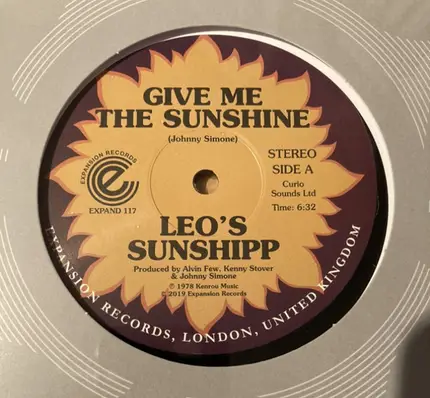 GIVE ME
THE SUNSHINE
(Johnny Simone)
EXPANSION RECORDS
EXPAND 117
STEREO
SIDE A
Curio
Sounds Ltd
Time: 6:32
LEO'S
SUNSHIPP
Produced by Alvin Few, Kenny Stover
& Johnny Simone
℗ 1978 Kenrou Music
© 2019 Expansion Records
EXPANSION RECORDS, LONDON, UNITED KINGDOM